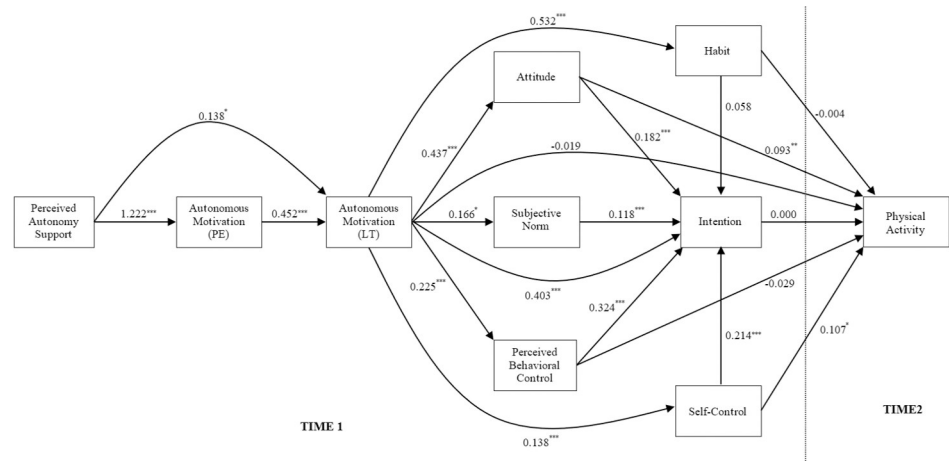 0.532***
Habit
Attitude
0.058
-0.004
0.138*
0.182***
0.437***
-0.019
0.093**
Perceived
Autonomy
Support
1.222***
Autonomous
Motivation
(PE)
0.452***
Autonomous
Motivation
(LT)
0.166*
Subjective
Norm
0.118***
Intention
0.000
Physical
Activity
0.225***
0.403***
0.324***
-0.029
Perceived
Behavioral
Control
0.214***
0.107*
Self-Control
TIME 1
0.138***
TIME2